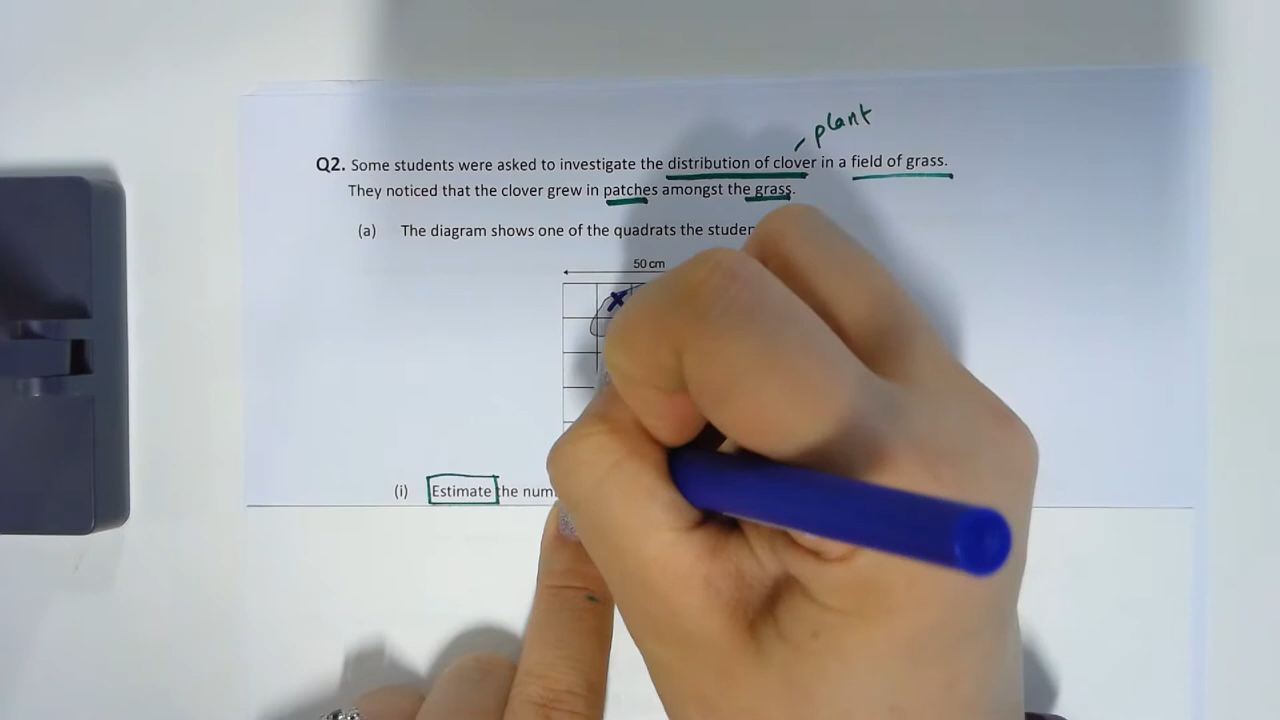 plant
Q2. Some students were asked to investigate the distribution of clover in a field of grass.
They noticed that the clover grew in patches amongst the grass.
(a) The diagram shows one of the quadrats the
50 cm
(i) Estimate the